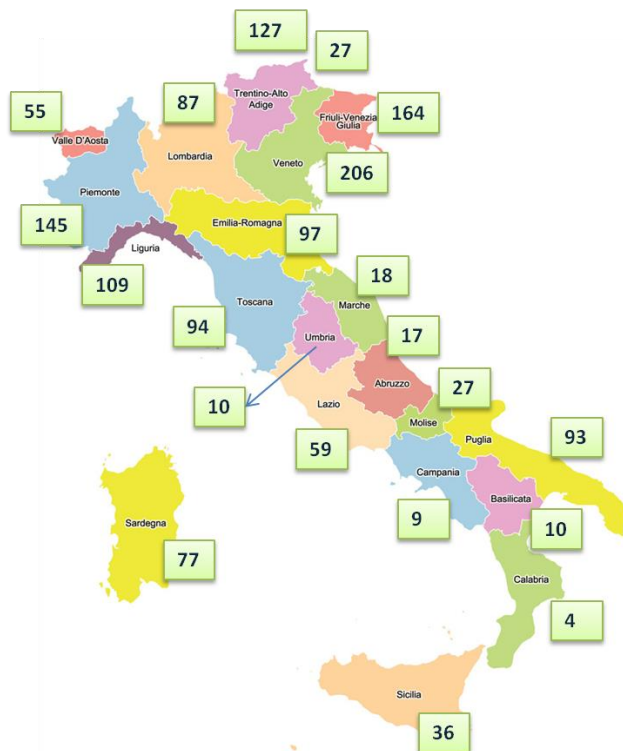 127
27
Trentino-Alto
Adige
87
55
Friuli-Venezia
Giulia
164
Valle D'Aosta
Lombardia
Veneto
206
Piemonte
145
Emilia-Romagna
97
Liguria
109
18
Toscana
Marche
94
17
Umbria
Abruzzo
27
10
Lazio
Molise
59
Puglia
93
Campania
Basilicata
9
10
Sardegna
77
Calabria
4
Sicilia
36